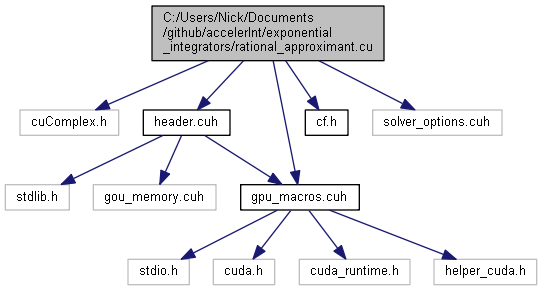 C:/Users/Nick/Documents
/github/accelerInt/exponential
_integrators/rational_approximant.cu
cuComplex.h
header.cuh
cf.h
solver_options.cuh
stdlib.h
gou_memory.cuh
gpu_macros.cuh
stdio.h
cuda.h
cuda_runtime.h
helper_cuda.h